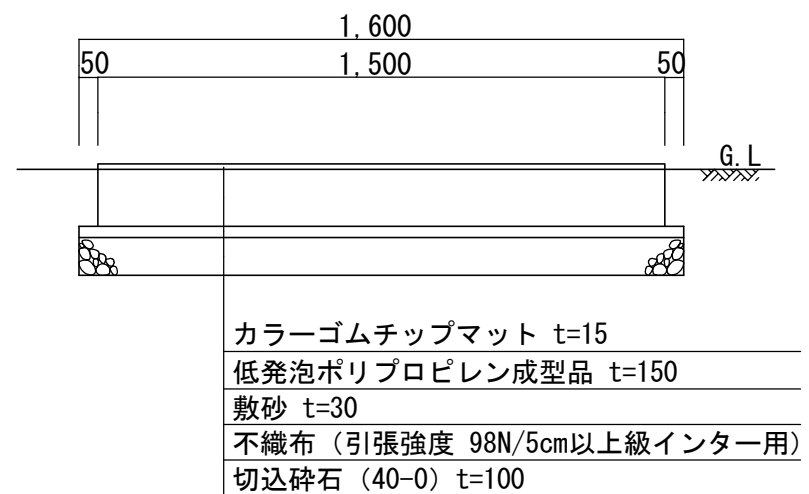 1,600
50 1,500 50
G.L
カラーゴムチップマット t=15
低発泡ポリプロピレン成型品 t=150
敷砂 t=30
不織布（引張強度 98N/5cm以上級インター用）
切込砕石（40-0）t=100